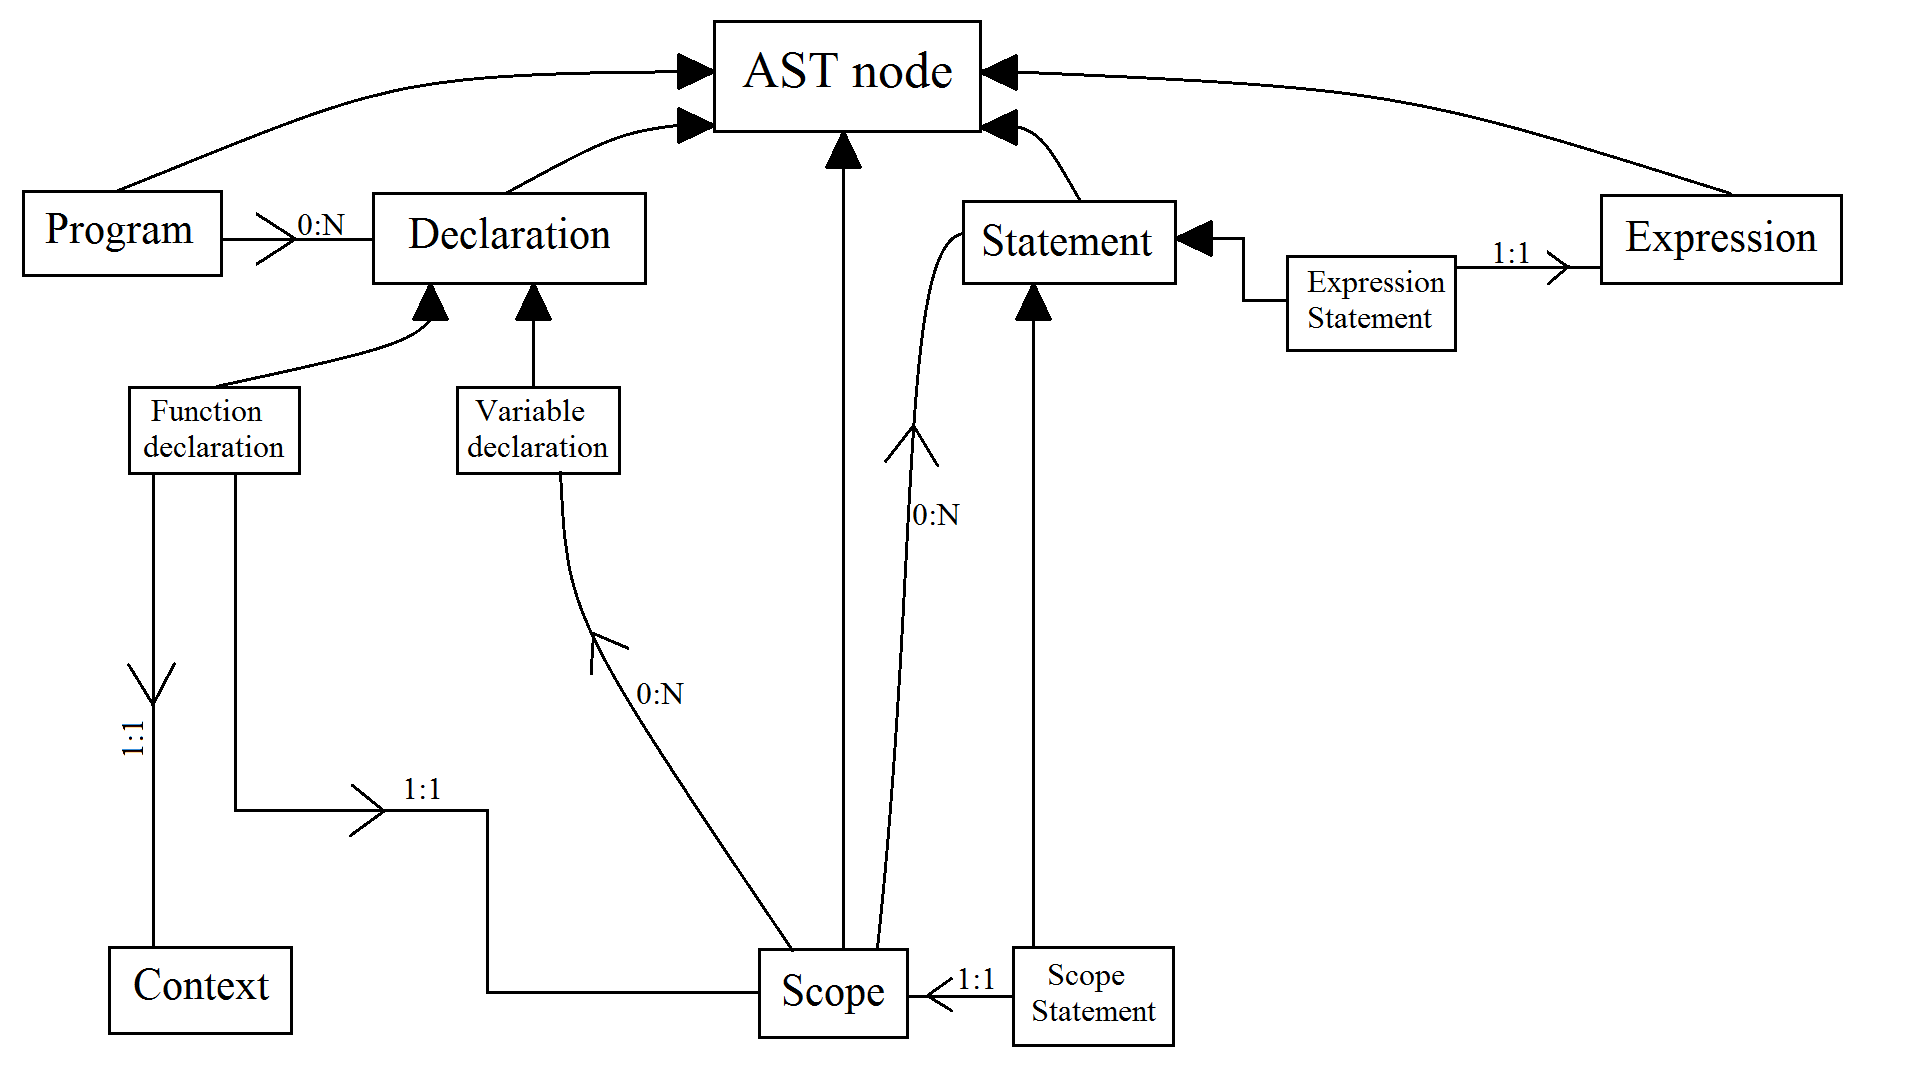 AST node
Program
0:N
Declaration
Statement
Expression
Statement
1:1
Expression
Function
declaration
Variable
declaration
0:N
0:N
1:1
1:1
Context
Scope
1:1
Scope
Statement